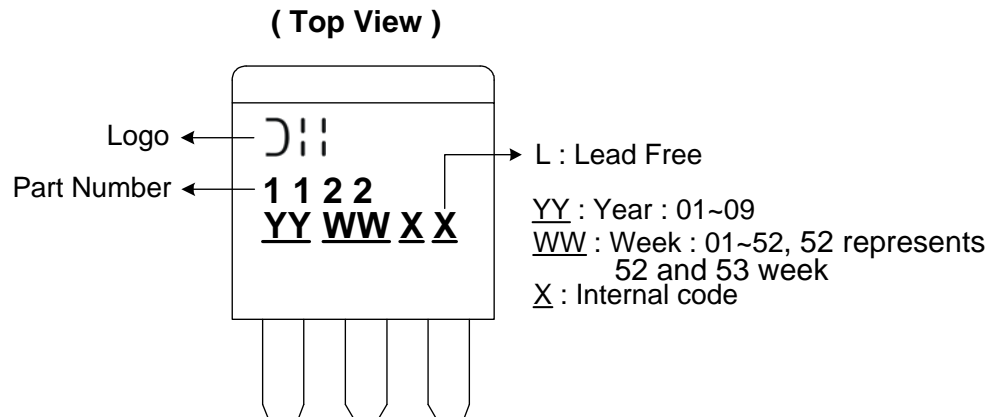 ( Top View )
Logo
Part Number
1 1 2 2
YY WW X X
L : Lead Free
YY : Year : 01~09
WW : Week : 01~52, 52 represents
52 and 53 week
X : Internal code